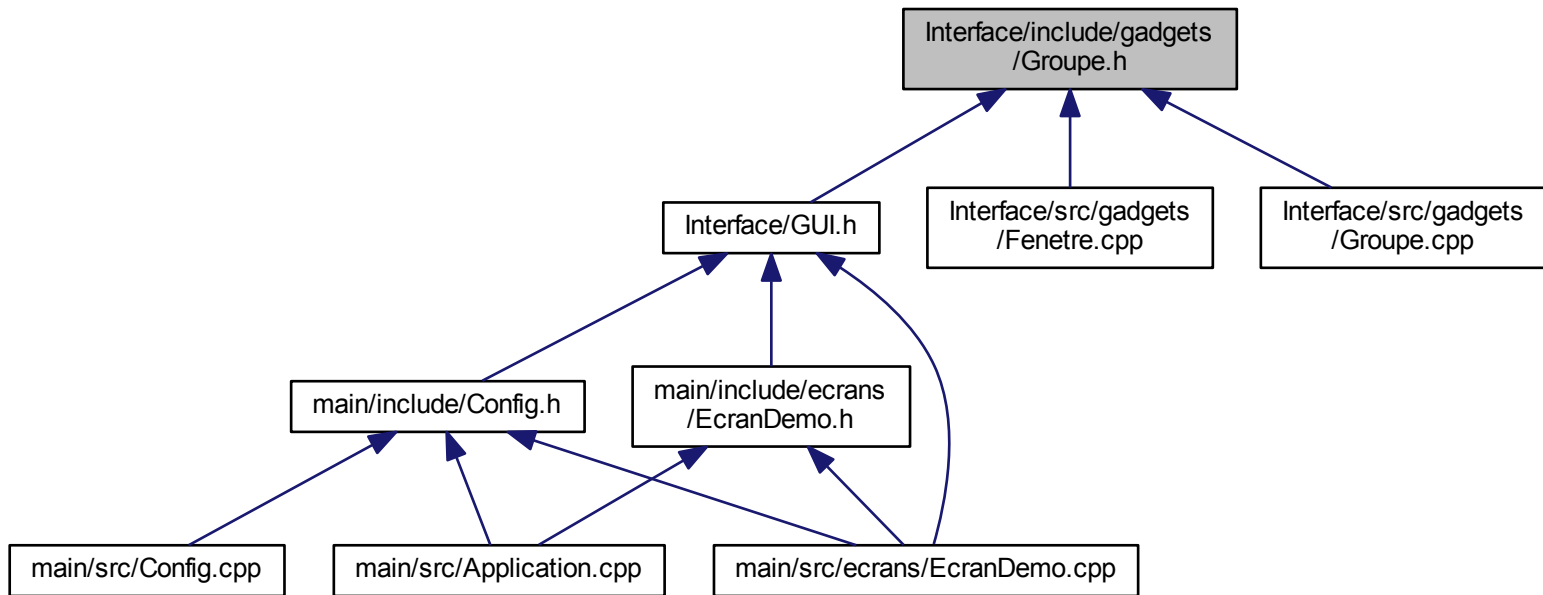 Interface/include/gadgets
/Groupe.h
Interface/GUI.h
Interface/src/gadgets
/Fenetre.cpp
Interface/src/gadgets
/Groupe.cpp
main/include/Config.h
main/include/ecrans
/EcranDemo.h
main/src/Config.cpp
main/src/Application.cpp
main/src/ecrans/EcranDemo.cpp